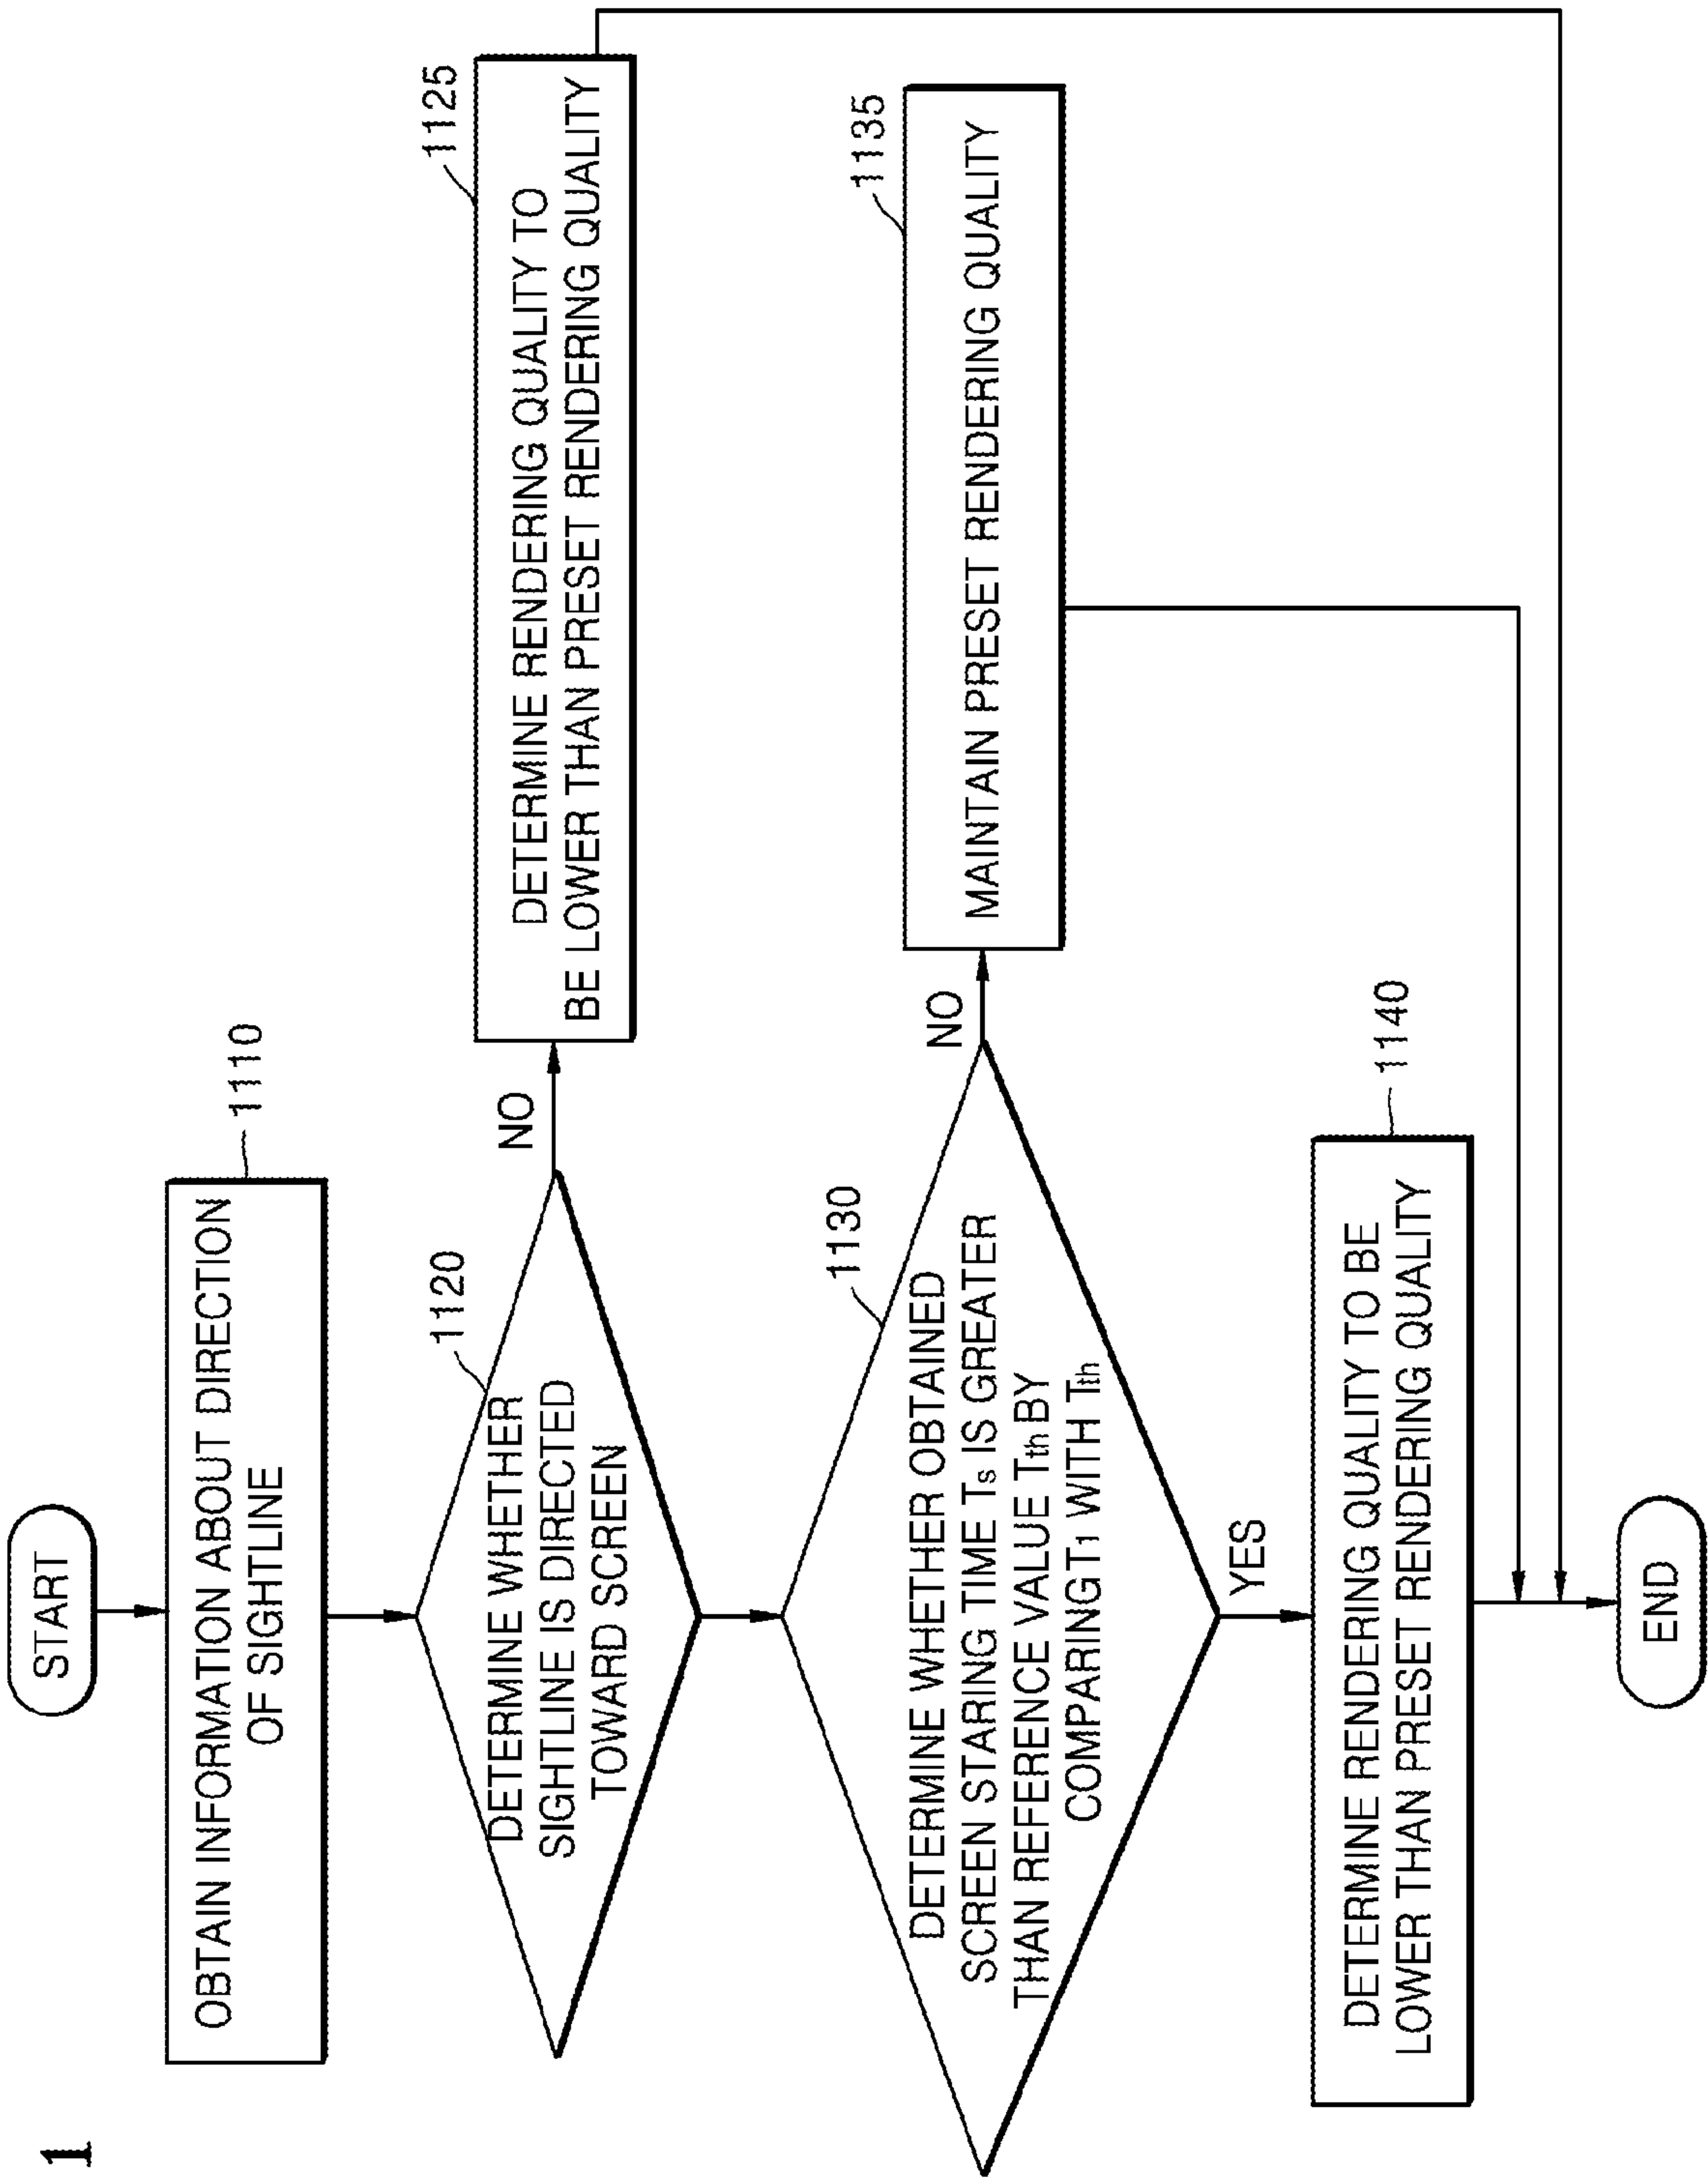 1
START
OBTAIN INFORMATION ABOUT DIRECTION
OF SIGHTLINE
1110
DETERMINE WHETHER
SIGHTLINE IS DIRECTED
TOWARD SCREEN
1120
NO
DETERMINE RENDERING QUALITY TO
BE LOWER THAN PRESET RENDERING QUALITY
1125
DETERMINE WHETHER OBTAINED
SCREEN STARING TIME Ts IS GREATER
THAN REFERENCE VALUE Tth BY
COMPARING T1 WITH Tth
1130
NO
MAINTAIN PRESET RENDERING QUALITY
1135
YES
DETERMINE RENDERING QUALITY TO BE
LOWER THAN PRESET RENDERING QUALITY
1140
END